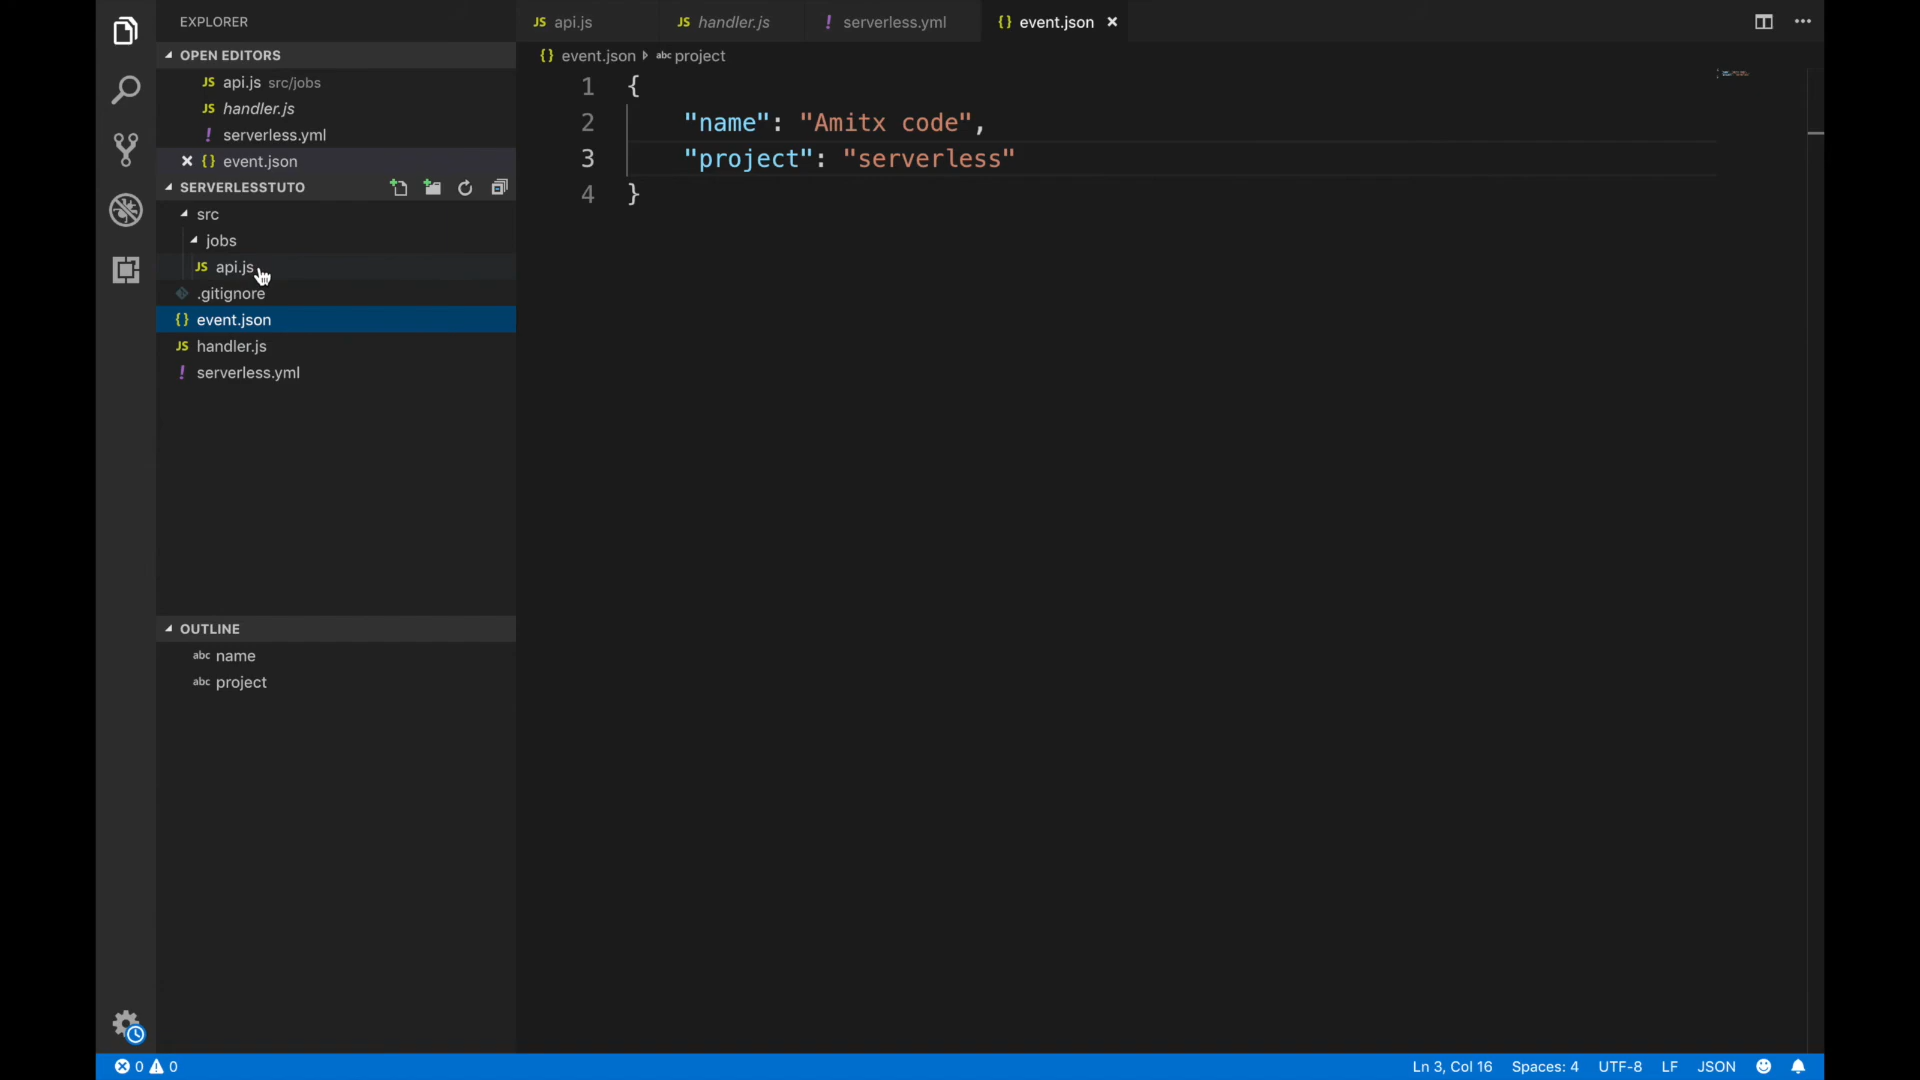 EXPLORER
OPEN EDITORS
JS api.js src/jobs
JS handler.js
! serverless.yml
{} event.json
SERVERLESSTUTO
src
jobs
JS api.js
.gitignore
{} event.json
JS handler.js
! serverless.yml
OUTLINE
abc name
abc project
JS api.js
JS handler.js
! serverless.yml
{} event.json
{} event.json abc project
1 {
2 "name": "Amitx code",
3 "project": "serverless"
4 }
0 0
Ln 3, Col 16 Spaces: 4 UTF-8 LF JSON